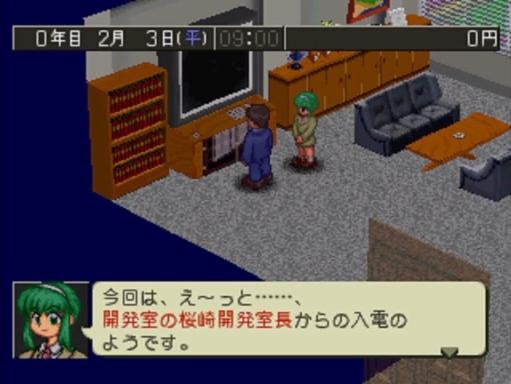 0年目 2月 3日(平) 09:00 0円
今回は、え〜っと……、
開発室の桜崎開発室長からの入電の
ようです。